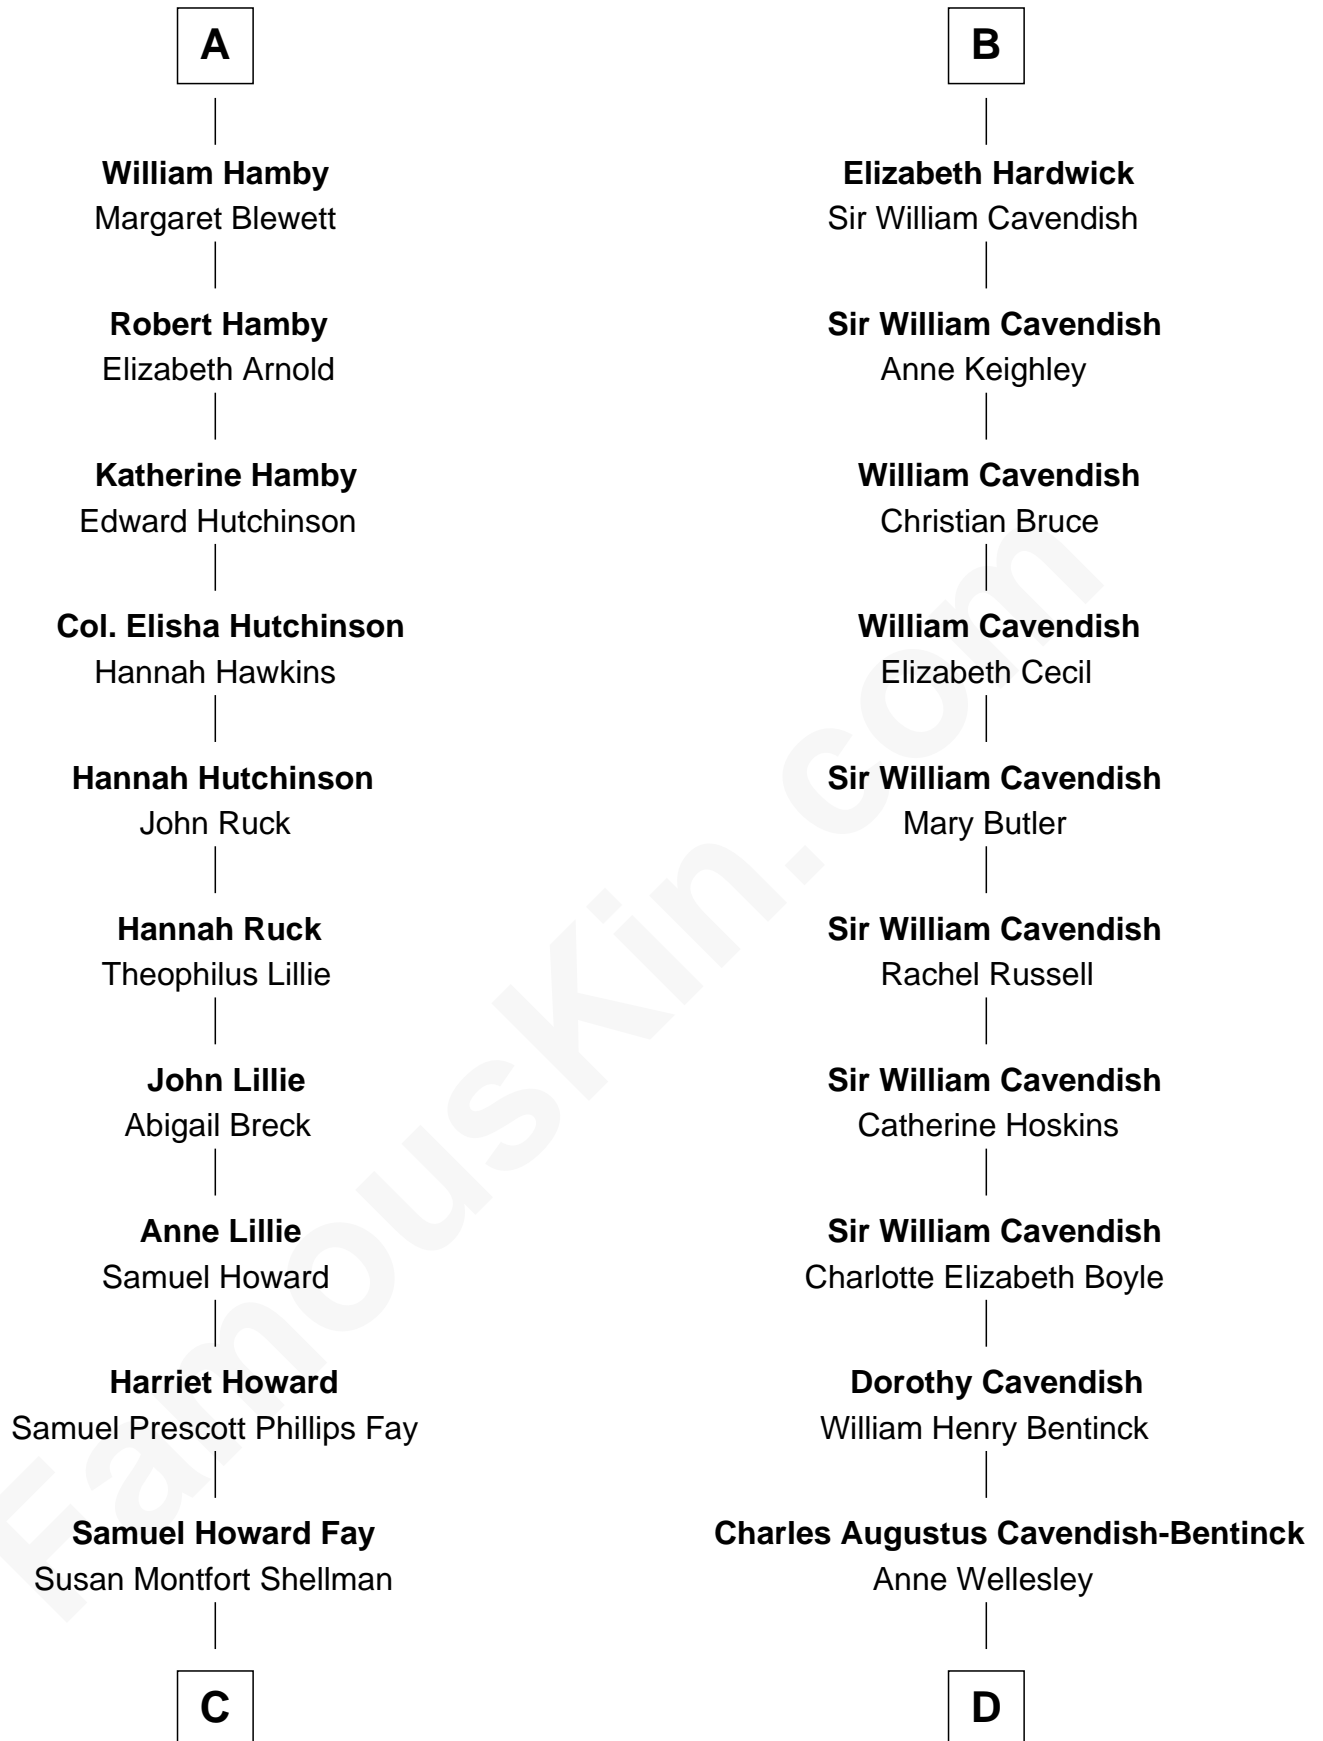 A
William Hamby
Margaret Blewett
Robert Hamby
Elizabeth Arnold
Katherine Hamby
Edward Hutchinson
Col. Elisha Hutchinson
Hannah Hawkins
Hannah Hutchinson
John Ruck
Hannah Ruck
Theophilus Lillie
John Lillie
Abigail Breck
Anne Lillie
Samuel Howard
Harriet Howard
Samuel Prescott Phillips Fay
Samuel Howard Fay
Susan Montfort Shellman
C
B
Elizabeth Hardwick
Sir William Cavendish
Sir William Cavendish
Anne Keighley
William Cavendish
Christian Bruce
William Cavendish
Elizabeth Cecil
Sir William Cavendish
Mary Butler
Sir William Cavendish
Rachel Russell
Sir William Cavendish
Catherine Hoskins
Sir William Cavendish
Charlotte Elizabeth Boyle
Dorothy Cavendish
William Henry Bentinck
Charles Augustus Cavendish-Bentinck
Anne Wellesley
D
FamousKin.com